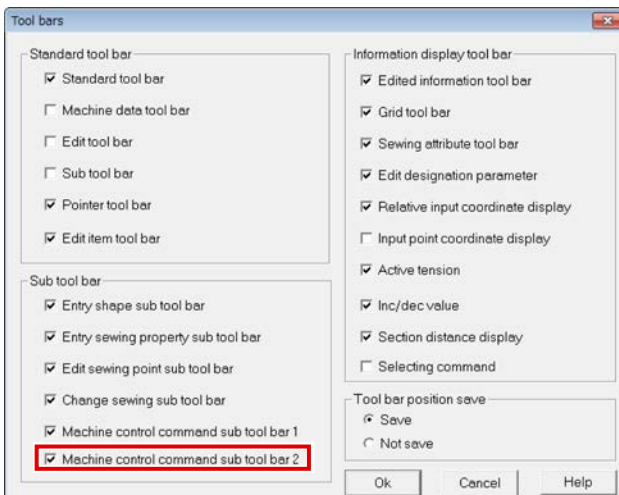 Tool bars
Standard tool bar
Standard tool bar
Machine data tool bar
Edit tool bar
Sub tool bar
Pointer tool bar
Edit item tool bar
Sub tool bar
Entry shape sub tool bar
Entry sewing property sub tool bar
Edit sewing point sub tool bar
Change sewing sub tool bar
Machine control command sub tool bar 1
Machine control command sub tool bar 2
Information display tool bar
Edited information tool bar
Grid tool bar
Sewing attribute tool bar
Edit designation parameter
Relative input coordinate display
Input point coordinate display
Active tension
Inc/dec value
Section distance display
Selecting command
Tool bar position save
Save
Not save
Ok Cancel Help